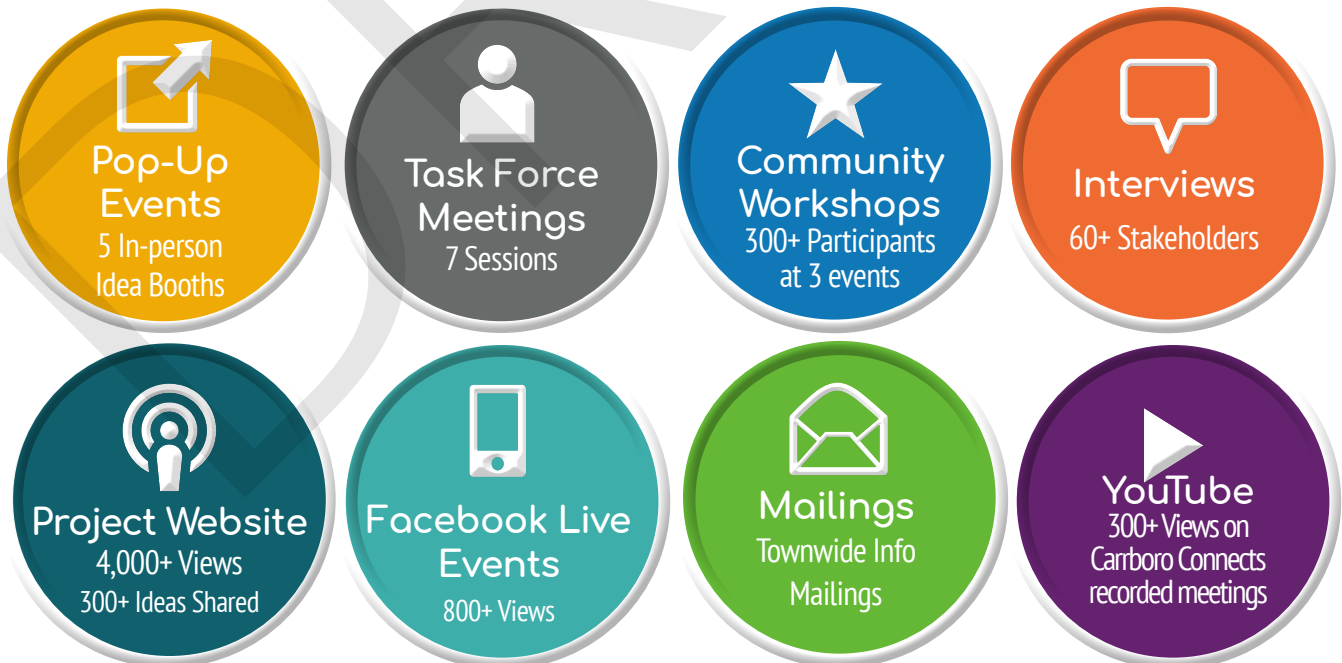 Pop-Up
Events
5 In-person
Idea Booths
Task Force
Meetings
7 Sessions
Community
Workshops
300+ Participants
at 3 events
Interviews
60+ Stakeholders
Project Website
4,000+ Views
300+ Ideas Shared
Facebook Live
Events
800+ Views
Mailings
Townwide Info
Mailings
YouTube
300+ Views on
Carrboro Connects
recorded meetings